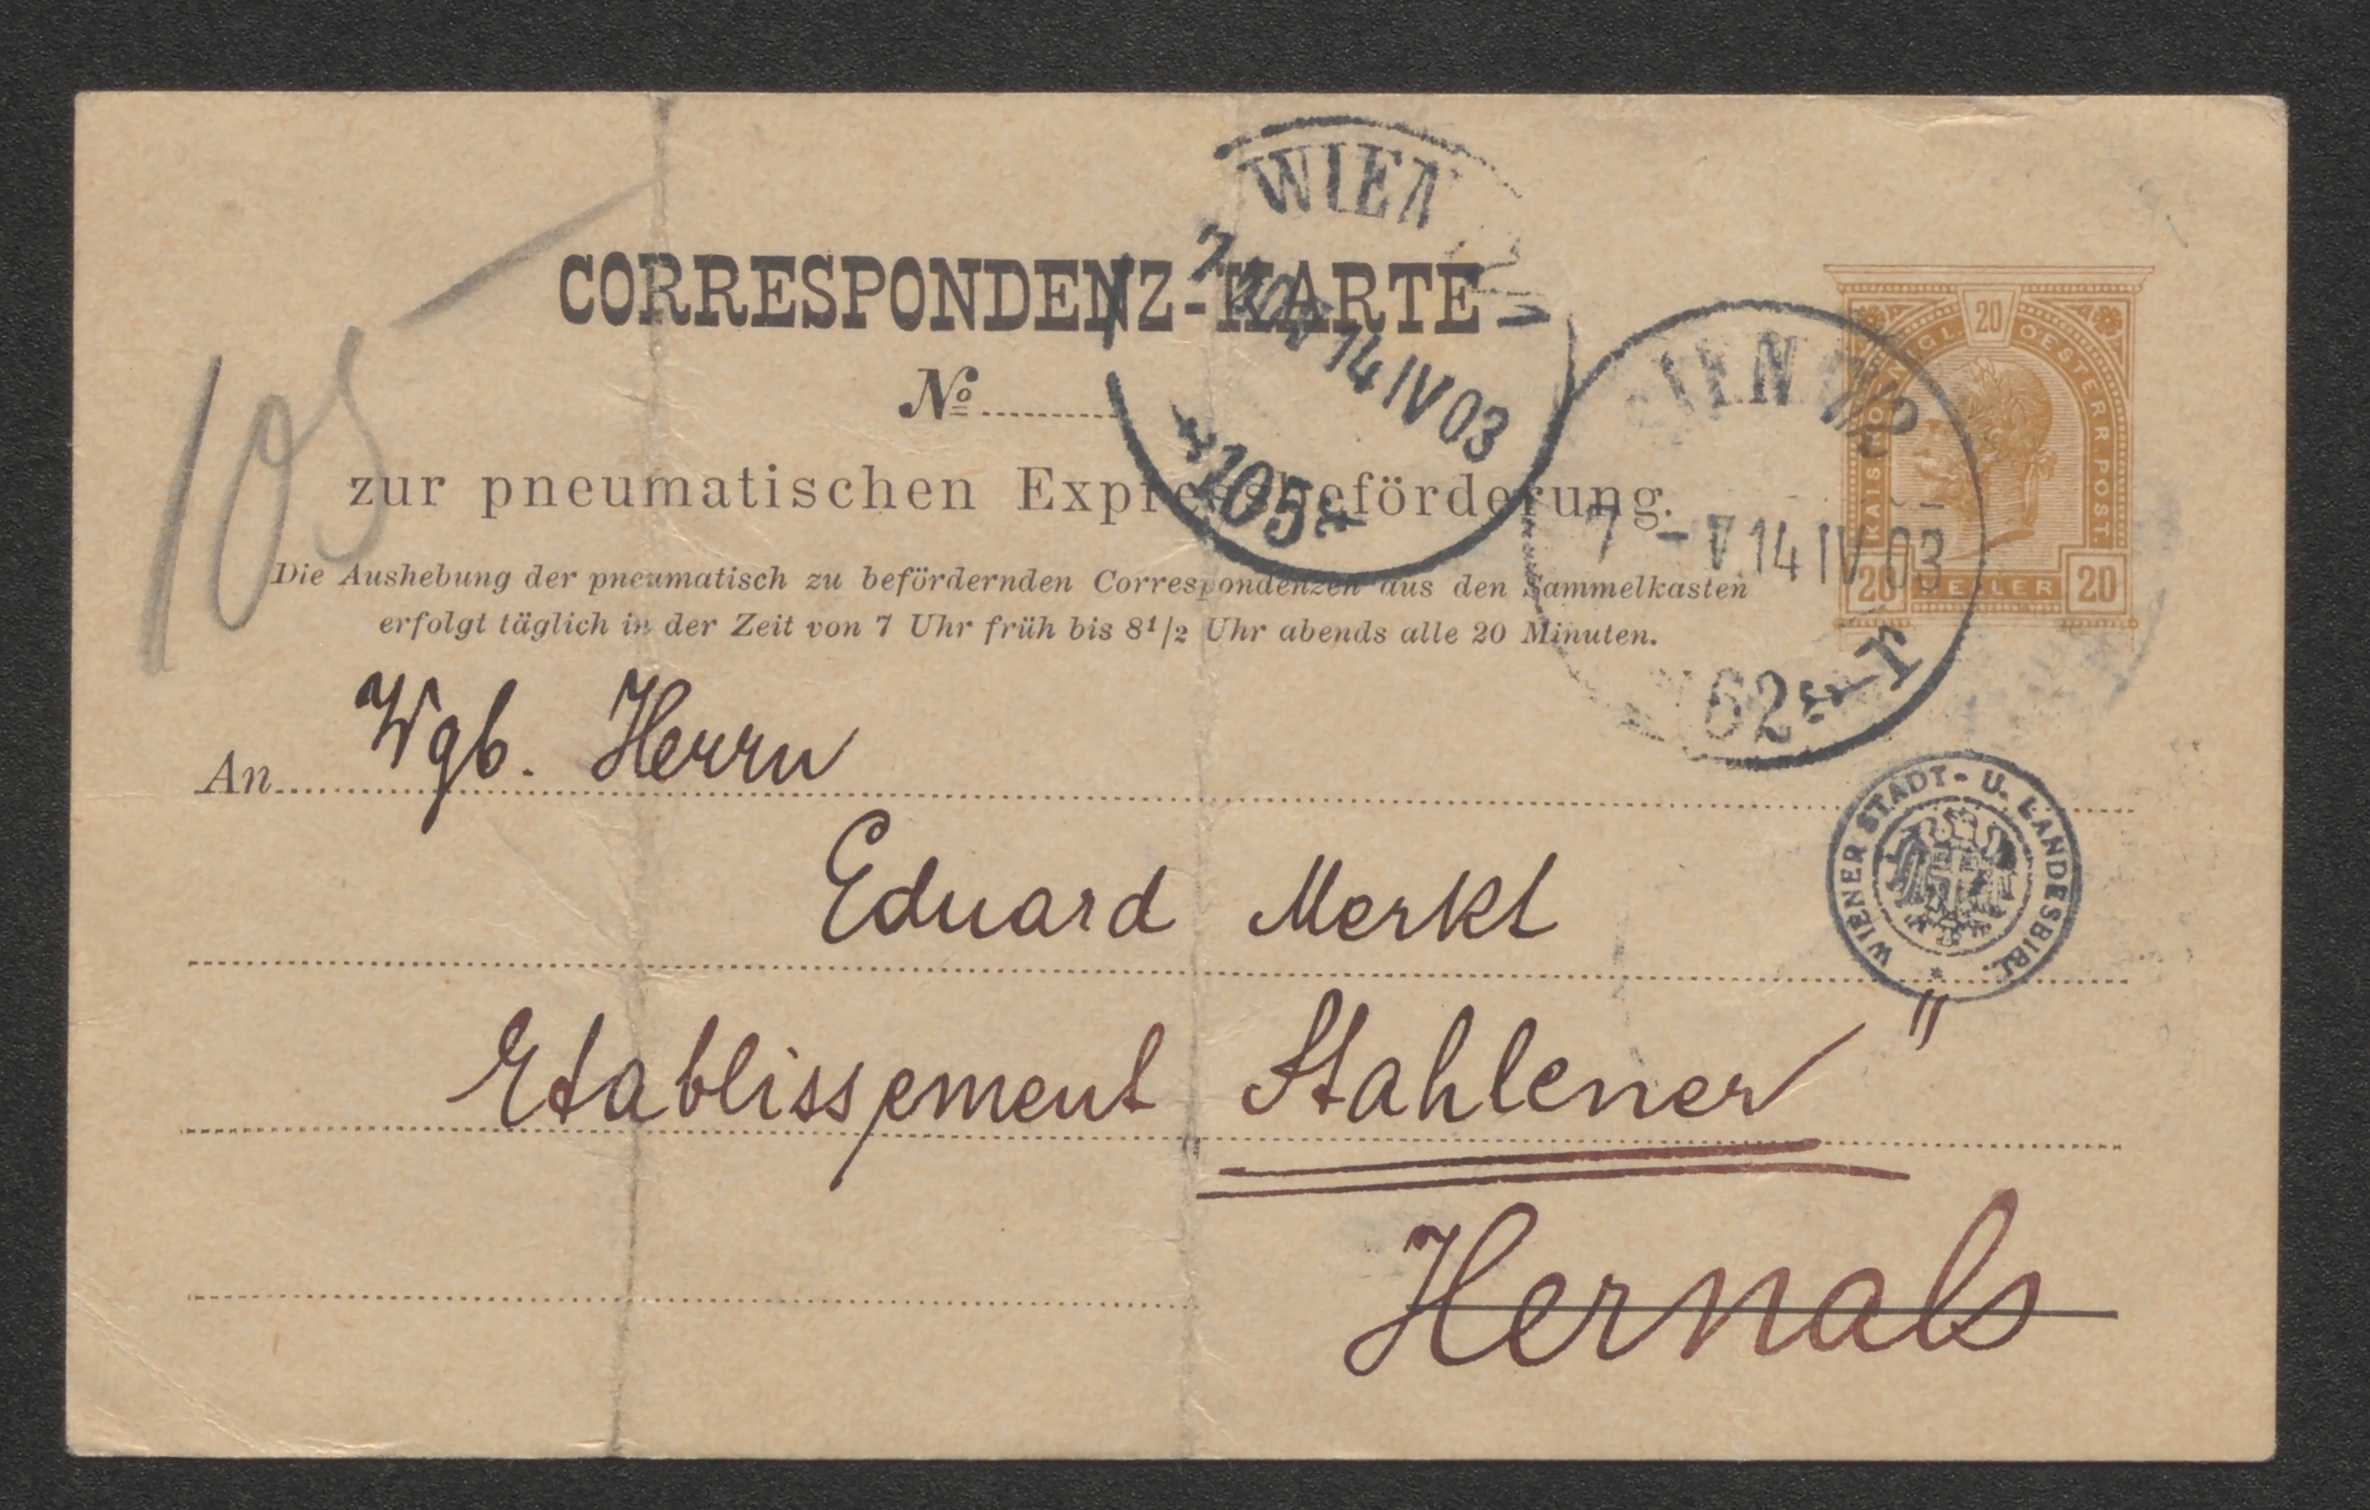 CORRESPONDENZ-KARTE
№
zur pneumatischen Expressbeförderung.
Die Aushebung der pneumatisch zu befördernden Correspondenzen aus den Sammelkasten
erfolgt täglich in der Zeit von 7 Uhr früh bis 8½ Uhr abends alle 20 Minuten.
105
WIEN
14 IV 03
105
WIEN
7 - V 14 IV 03
62
20
KAIS. KÖNIGL. OESTERR. POST.
20 HELLER 20
An Wgb. Herrn
Eduard Merkl
WIENER STADT- U. LANDESBIBL.
Etablissement „Stahlener"
Hernals